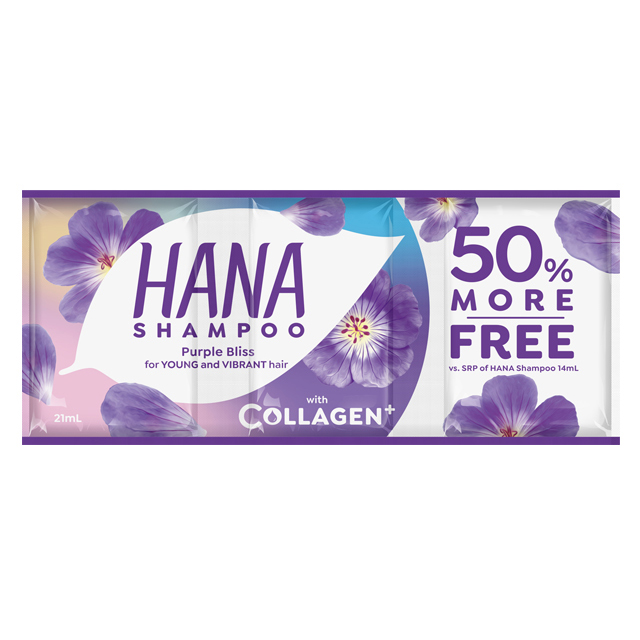 HANA
SHAMPOO
Purple Bliss
for YOUNG and VIBRANT hair
21mL
with
COLLAGEN+
50%
MORE
FREE
vs. SRP of HANA Shampoo 14mL